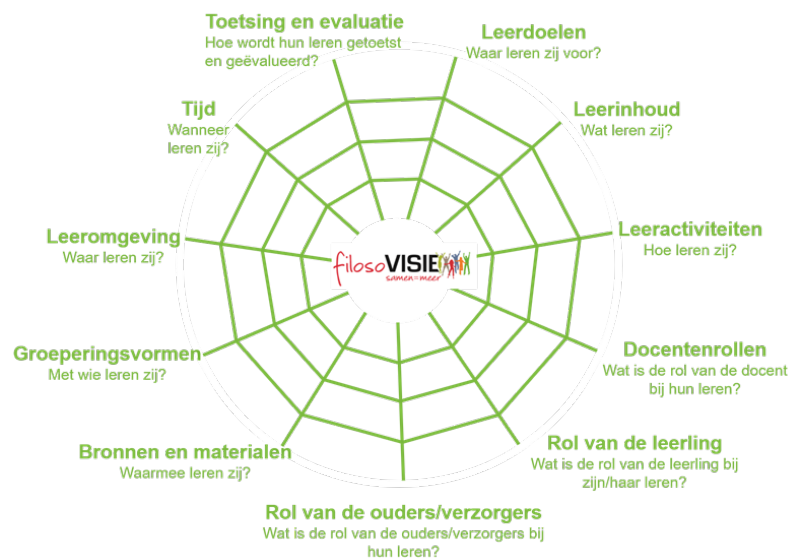 Toetsing en evaluatie
Hoe wordt hun leren getoetst
en geëvalueerd?
Leerdoelen
Waar leren zij voor?
Leerinhoud
Wat leren zij?
Leeractiviteiten
Hoe leren zij?
Docentenrollen
Wat is de rol van de docent
bij hun leren?
Rol van de leerling
Wat is de rol van de leerling bij
zijn/haar leren?
Rol van de ouders/verzorgers
Wat is de rol van de ouders/verzorgers bij
hun leren?
Bronnen en materialen
Waarmee leren zij?
Groeperingsvormen
Met wie leren zij?
Leeromgeving
Waar leren zij?
Tijd
Wanneer
leren zij?
filosoVISIE
samen=meer